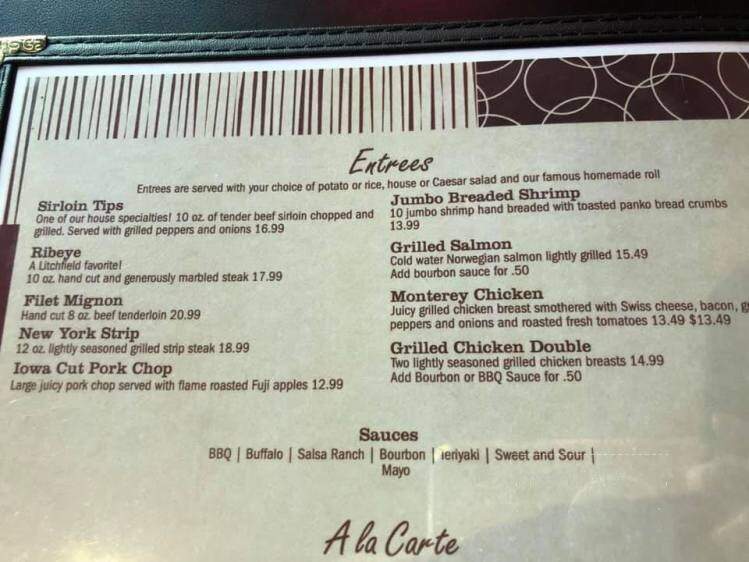 Entrees
Entrees are served with your choice of potato or rice, house or Caesar salad and our famous homemade roll
Sirloin Tips
One of our house specialties! 10 oz. of tender beef sirloin chopped and
grilled. Served with grilled peppers and onions 16.99
Ribeye
A Litchfield favorite!
10 oz. hand cut and generously marbled steak 17.99
Filet Mignon
Hand cut 8 oz. beef tenderloin 20.99
New York Strip
12 oz. lightly seasoned grilled strip steak 18.99
Iowa Cut Pork Chop
Large juicy pork chop served with flame roasted Fuji apples 12.99
Jumbo Breaded Shrimp
10 jumbo shrimp hand breaded with toasted panko bread crumbs
13.99
Grilled Salmon
Cold water Norwegian salmon lightly grilled 15.49
Add bourbon sauce for .50
Monterey Chicken
Juicy grilled chicken breast smothered with Swiss cheese, bacon,
peppers and onions and roasted fresh tomatoes 13.49 $13.49
Grilled Chicken Double
Two lightly seasoned grilled chicken breasts 14.99
Add Bourbon or BBQ Sauce for .50
Sauces
BBQ | Buffalo | Salsa Ranch | Bourbon | Teriyaki | Sweet and Sour |
Mayo
A la Carte